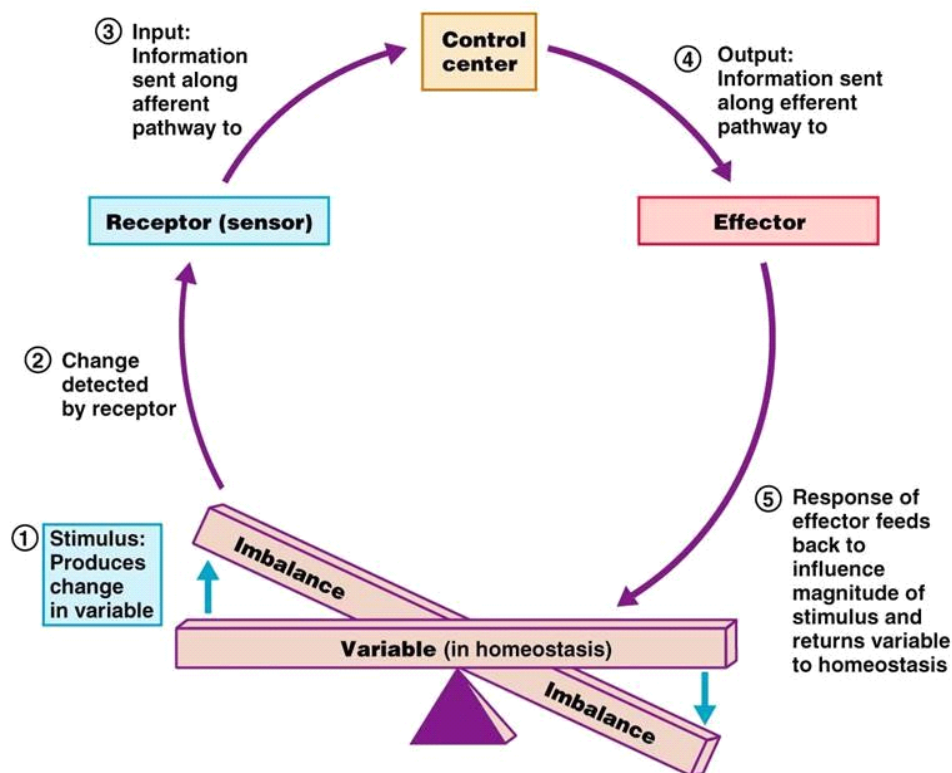 ③ Input:
Information
sent along
afferent
pathway to
Control
center
④ Output:
Information sent
along efferent
pathway to
Receptor (sensor)
Effector
② Change
detected
by receptor
① Stimulus:
Produces
change
in variable
Imbalance
Variable (in homeostasis)
Imbalance
⑤ Response of
effector feeds
back to
influence
magnitude of
stimulus and
returns variable
to homeostasis